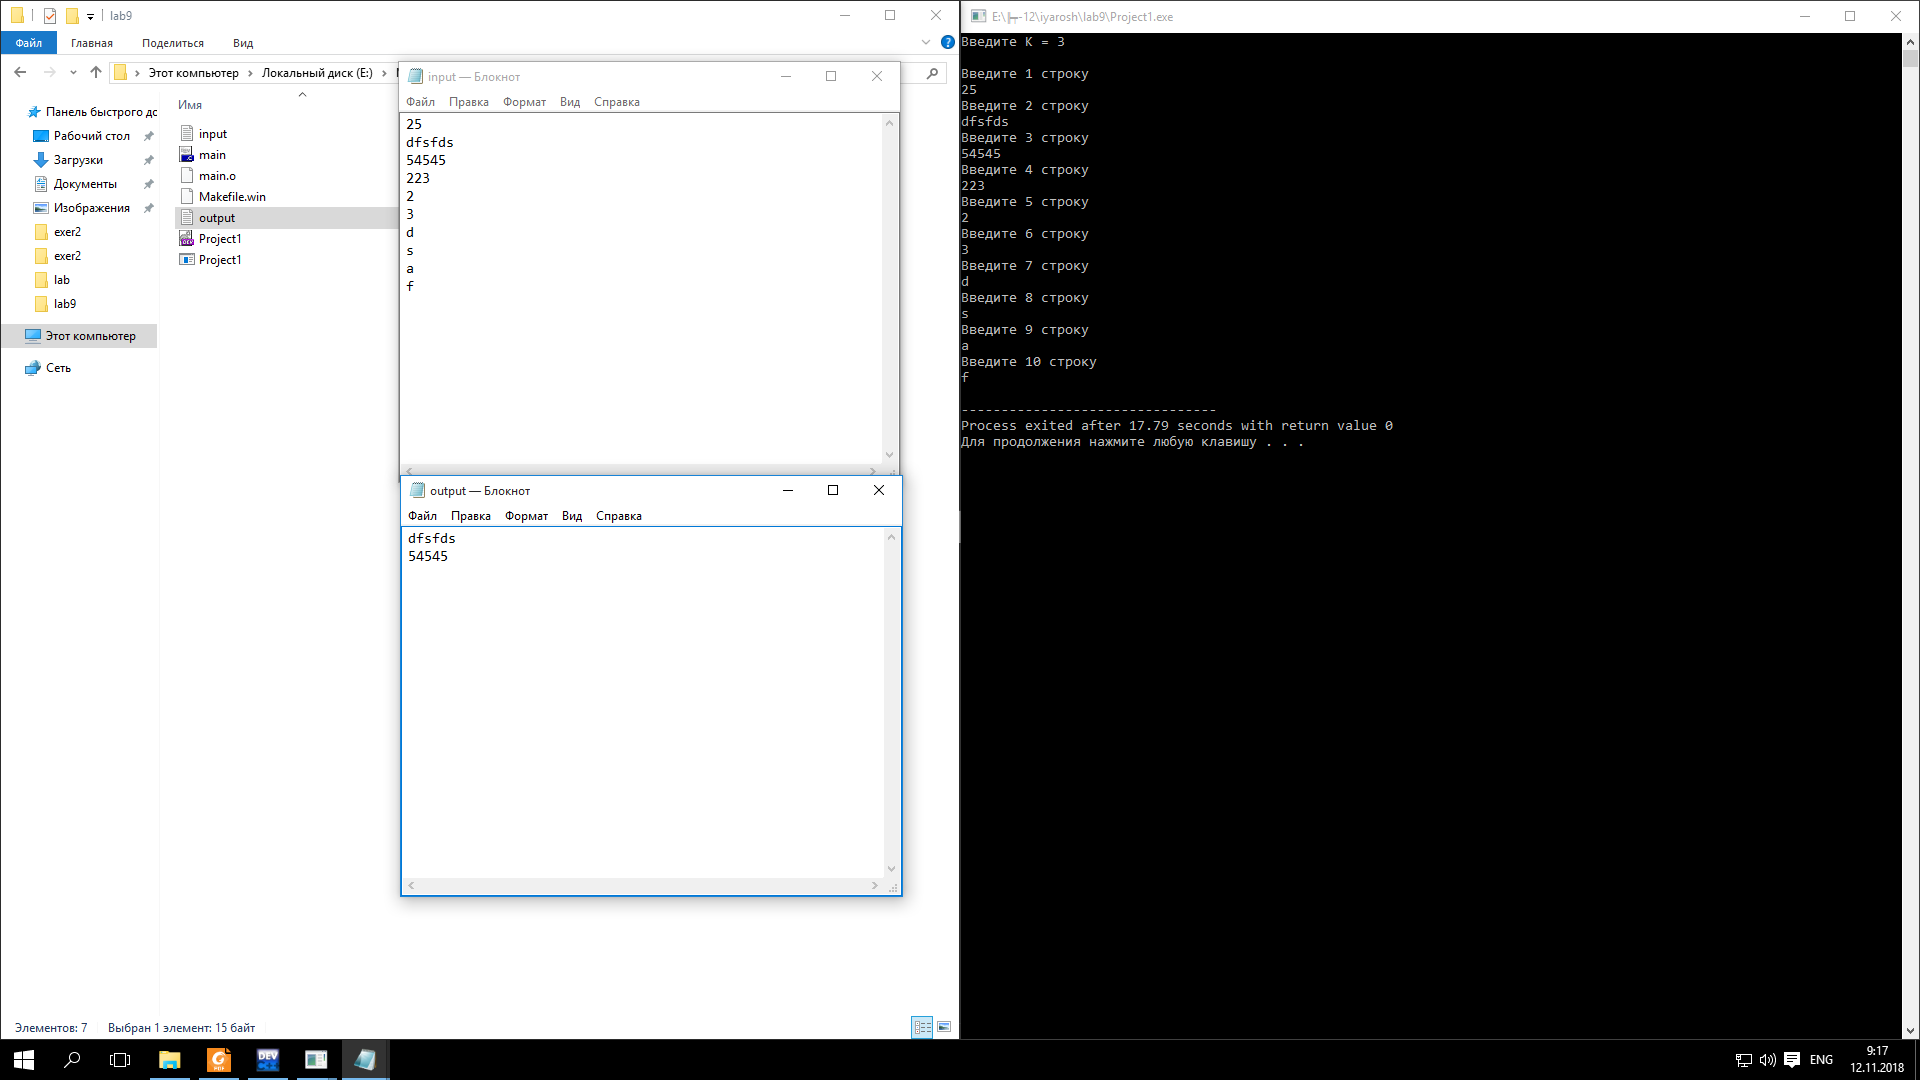 lab9
Файл Главная Поделиться Вид
Этот компьютер Локальный диск (E:)
Панель быстрого дс
Рабочий стол
Загрузки
Документы
Изображения
exer2
exer2
lab
lab9
Этот компьютер
Сеть
Имя
input
main
main.o
Makefile.win
output
Project1
Project1
Элементов: 7 Выбран 1 элемент: 15 байт
input — Блокнот
Файл Правка Формат Вид Справка
25
dfsfds
54545
223
2
3
d
s
a
f
output — Блокнот
Файл Правка Формат Вид Справка
dfsfds
54545
E:\╟╞-12\iyarosh\lab9\Project1.exe
Введите K = 3
Введите 1 строку
25
Введите 2 строку
dfsfds
Введите 3 строку
54545
Введите 4 строку
223
Введите 5 строку
2
Введите 6 строку
3
Введите 7 строку
d
Введите 8 строку
s
Введите 9 строку
a
Введите 10 строку
f
--------------------------------
Process exited after 17.79 seconds with return value 0
Для продолжения нажмите любую клавишу . . .
PDF
DEV
ENG
9:17
12.11.2018